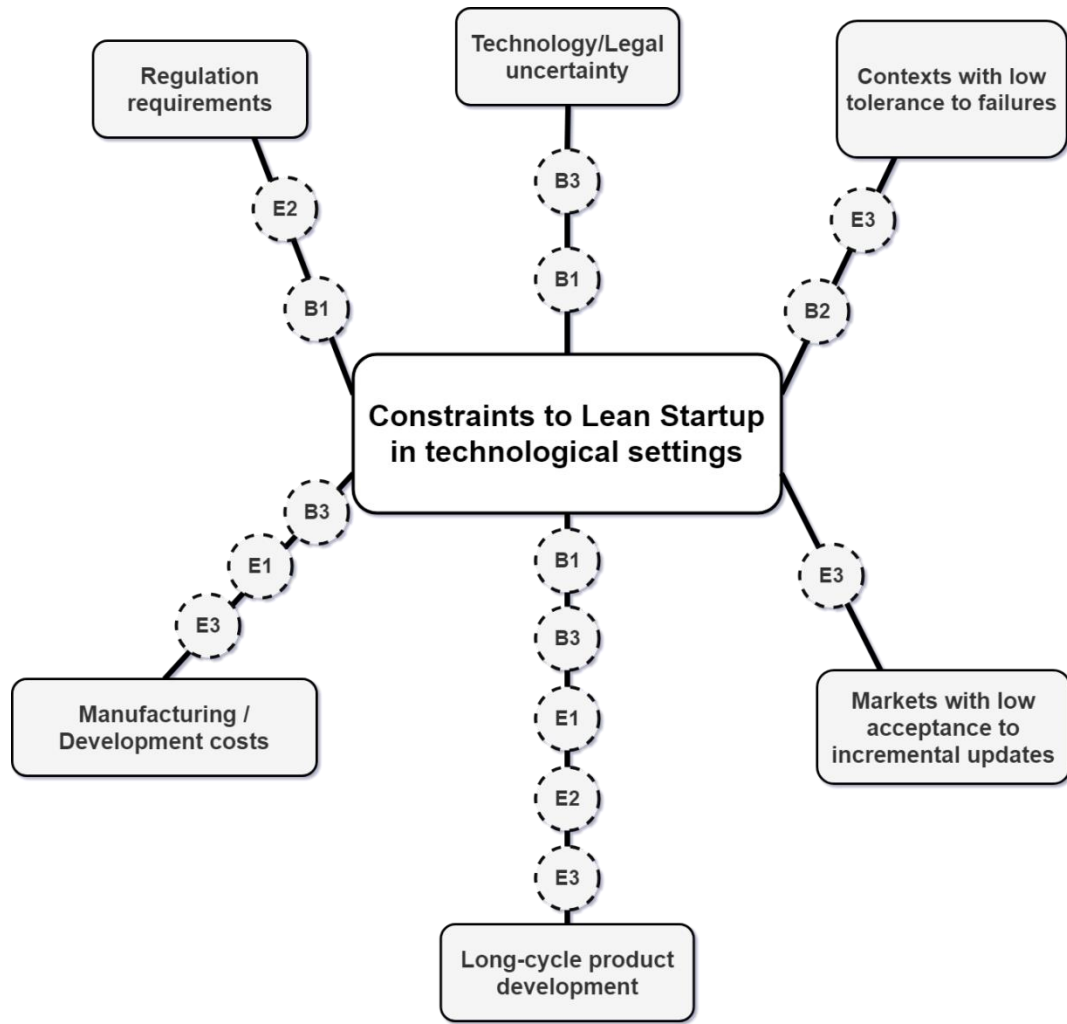 Regulation
requirements
Technology/Legal
uncertainty
Contexts with low
tolerance to failures
E2
B1
B3
B1
E3
B2
Constraints to Lean Startup
in technological settings
B3
E1
E3
B1
B3
E1
E2
E3
E3
Manufacturing /
Development costs
Long-cycle product
development
Markets with low
acceptance to
incremental updates